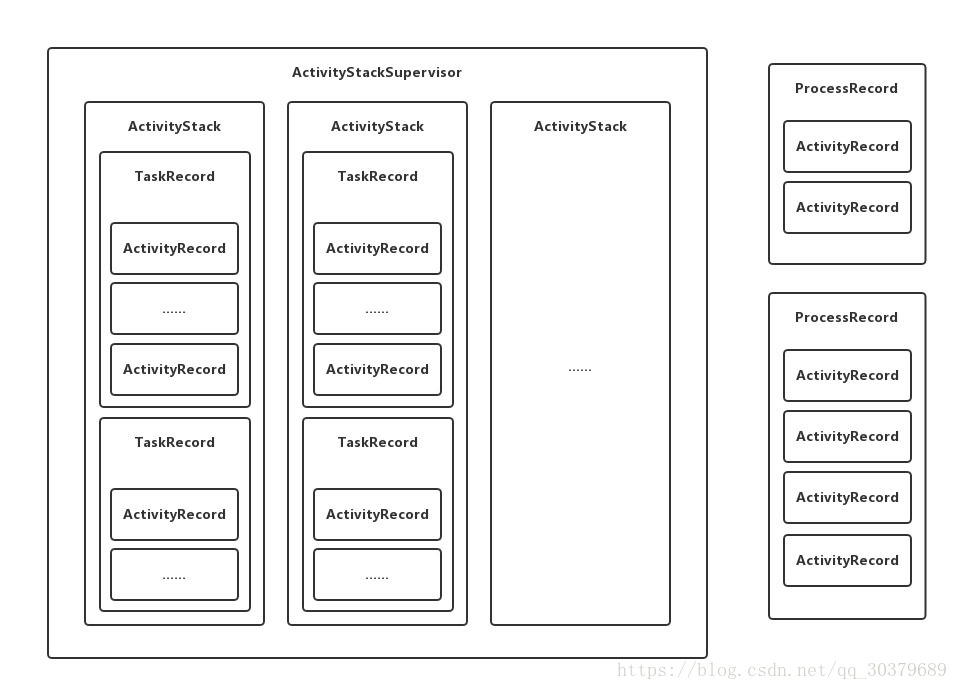 ActivityStackSupervisor
ActivityStack
TaskRecord
ActivityRecord
......
ActivityRecord
TaskRecord
ActivityRecord
......
ActivityStack
TaskRecord
ActivityRecord
......
ActivityRecord
TaskRecord
ActivityRecord
......
ActivityStack
......
ProcessRecord
ActivityRecord
ActivityRecord
ProcessRecord
ActivityRecord
ActivityRecord
ActivityRecord
ActivityRecord
https://blog.csdn.net/qq_30379689